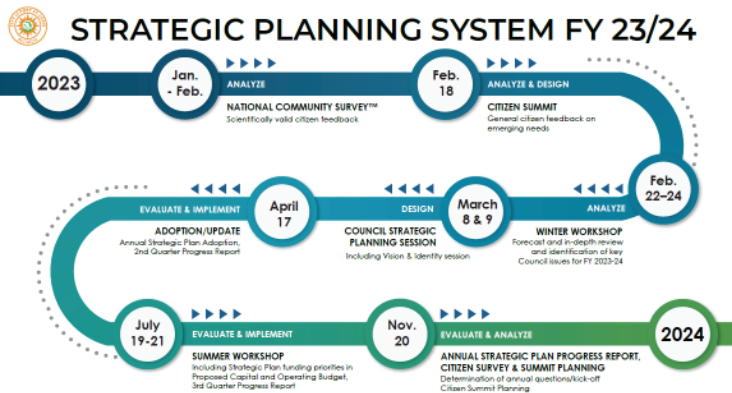 STRATEGIC PLANNING SYSTEM FY 23/24
2023
Jan.
- Feb.
ANALYZE
NATIONAL COMMUNITY SURVEY™
Scientifically valid citizen feedback
Feb.
18
ANALYZE & DESIGN
CITIZEN SUMMIT
General citizen feedback on
emerging needs
Feb.
22–24
ANALYZE
WINTER WORKSHOP
Forecast and in-depth review
and identification of key
Council issues for FY 2023-24
March
8 & 9
DESIGN
COUNCIL STRATEGIC
PLANNING SESSION
Including Vision & Identity session
April
17
EVALUATE & IMPLEMENT
ADOPTION/UPDATE
Annual Strategic Plan Adoption,
2nd Quarter Progress Report
July
19-21
EVALUATE & IMPLEMENT
SUMMER WORKSHOP
Including Strategic Plan funding priorities in
Proposed Capital and Operating Budget,
3rd Quarter Progress Report
Nov.
20
EVALUATE & ANALYZE
ANNUAL STRATEGIC PLAN PROGRESS REPORT,
CITIZEN SURVEY & SUMMIT PLANNING
Determination of annual questions/kick-off
Citizen Summit Planning
2024